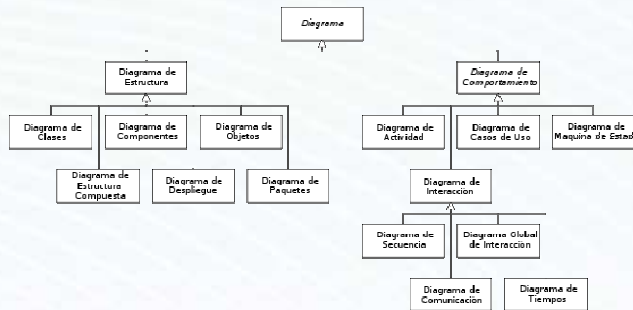 Diagrama
Diagrama de
Estructura
Diagrama de
Comportamiento
Diagrama de
Clases
Diagrama de
Componentes
Diagrama de
Objetos
Diagrama de
Actividad
Diagrama de
Casos de Uso
Diagrama de
Maquina de Estad
Diagrama de
Estructura
Compuesta
Diagrama de
Despliegue
Diagrama de
Paquetes
Diagrama de
Interacción
Diagrama de
Secuencia
Diagrama Global
de Interacción
Diagrama de
Comunicación
Diagrama de
Tiempos